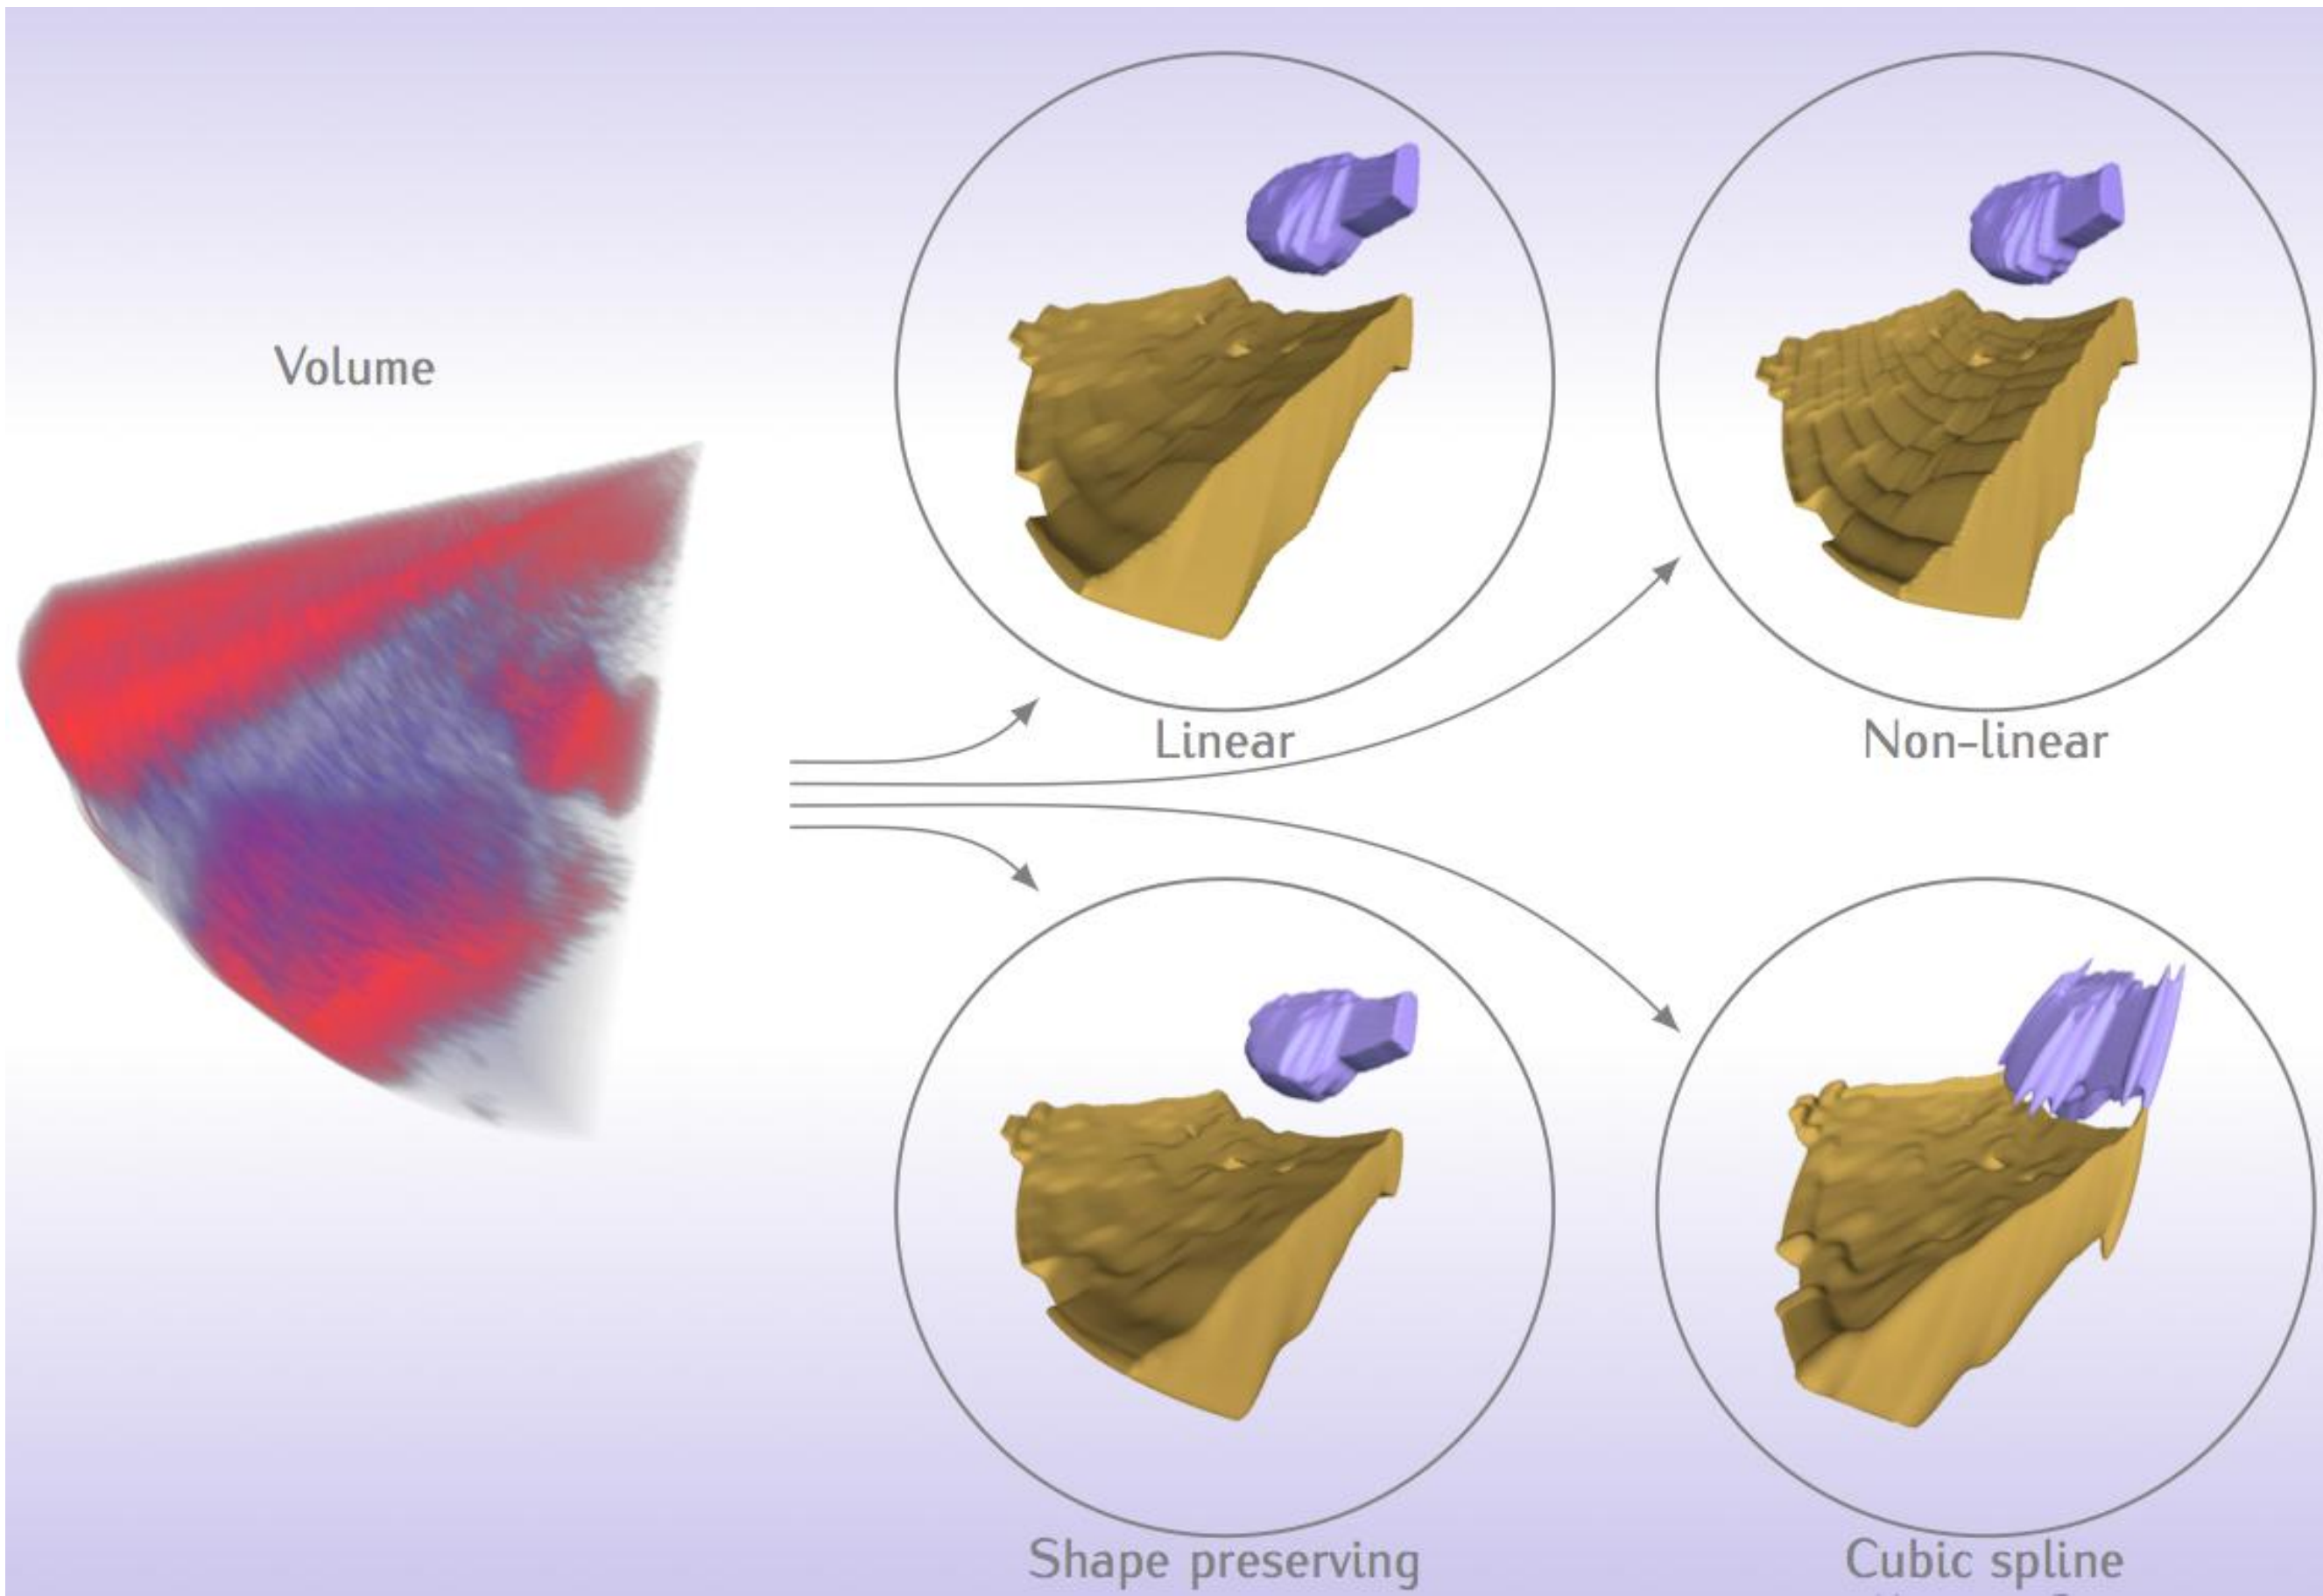 Volume
Linear
Non-linear
Shape preserving
Cubic spline